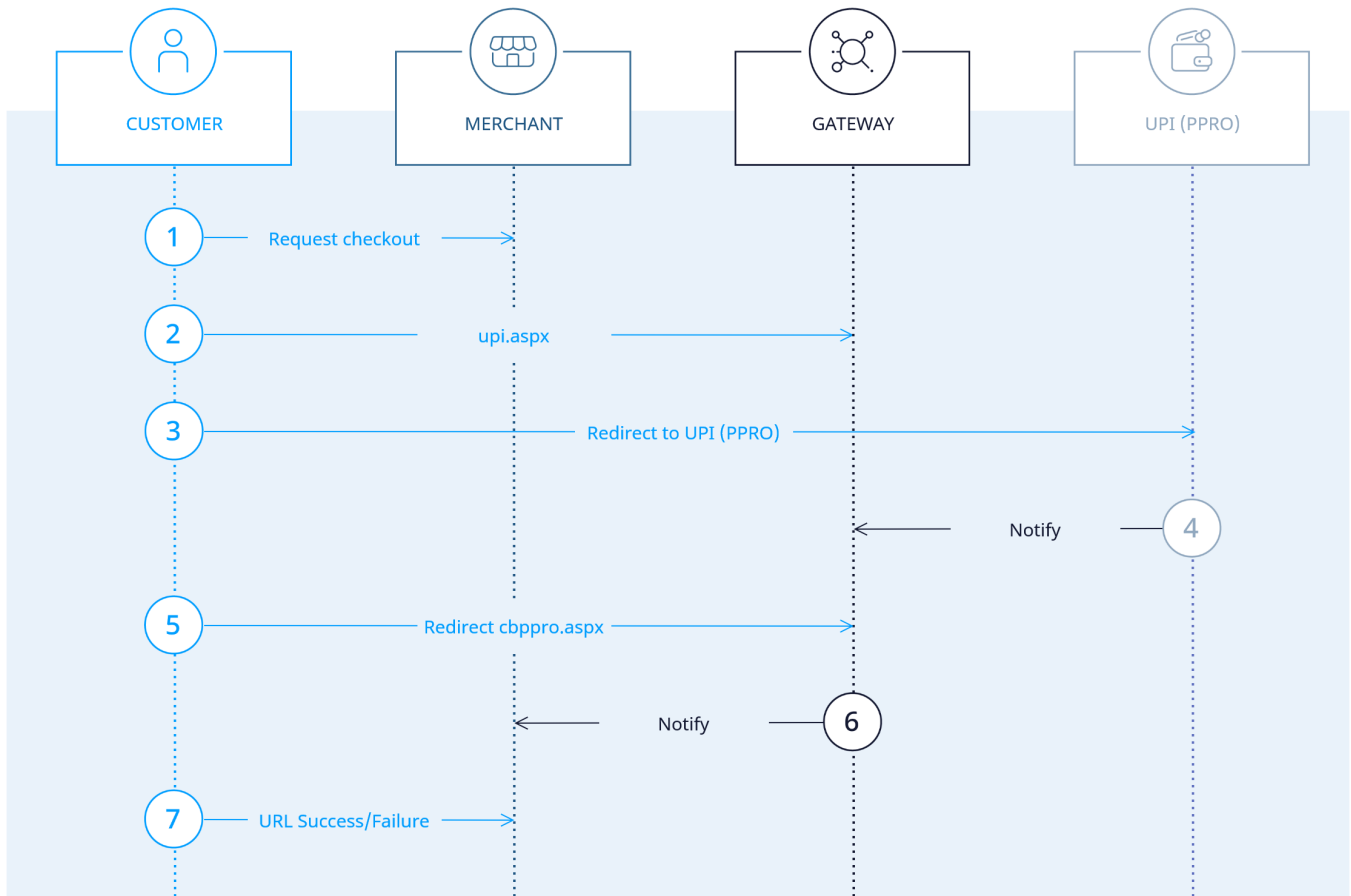 CUSTOMER
MERCHANT
GATEWAY
UPI (PPRO)
1
Request checkout
2
upi.aspx
3
Redirect to UPI (PPRO)
Notify
4
5
Redirect cbppro.aspx
Notify
6
7
URL Success/Failure